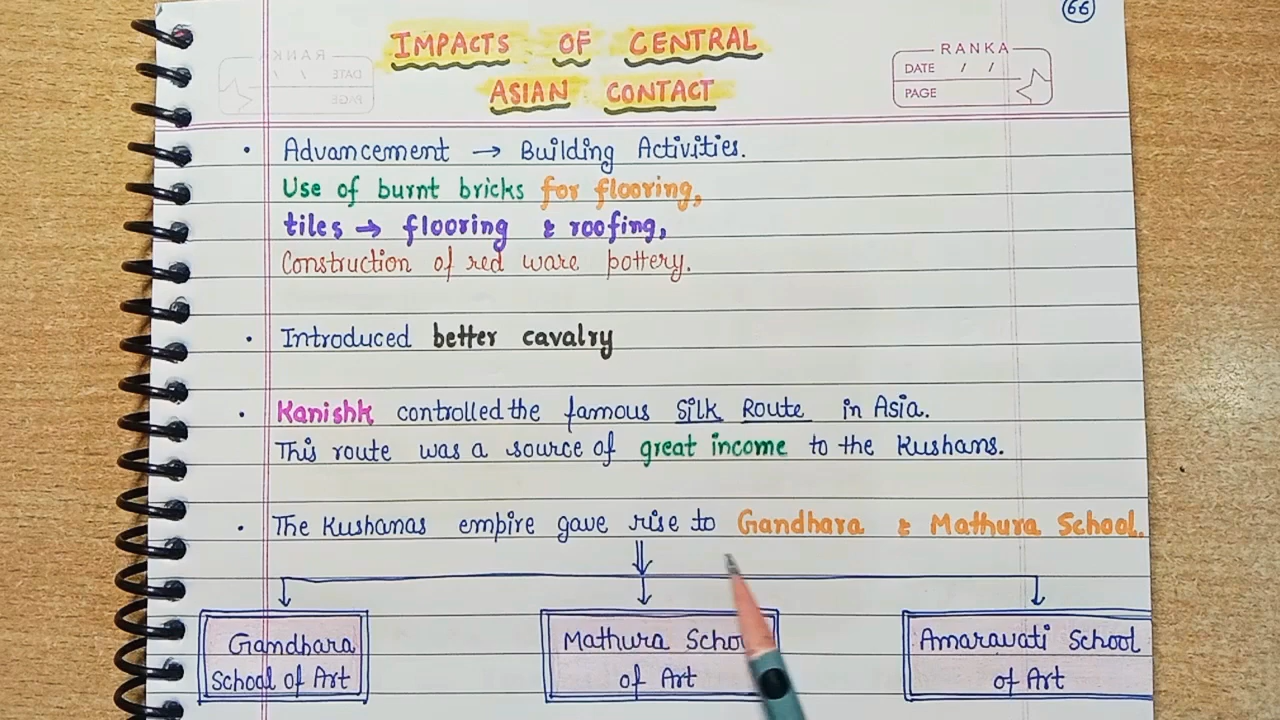 66
IMPACTS OF CENTRAL
ASIAN CONTACT
RANKA
DATE / /
PAGE
• Advancement → Building Activities.
Use of burnt bricks for flooring,
tiles → flooring & roofing,
Construction of red ware pottery.
• Introduced better cavalry
• Kanishk controlled the famous Silk Route in Asia.
This route was a source of great income to the Kushans.
• The Kushanas empire gave rise to Gandhara & Mathura School.
Gandhara
School of Art
Mathura Schoo
of Art
Amaravati School
of Art